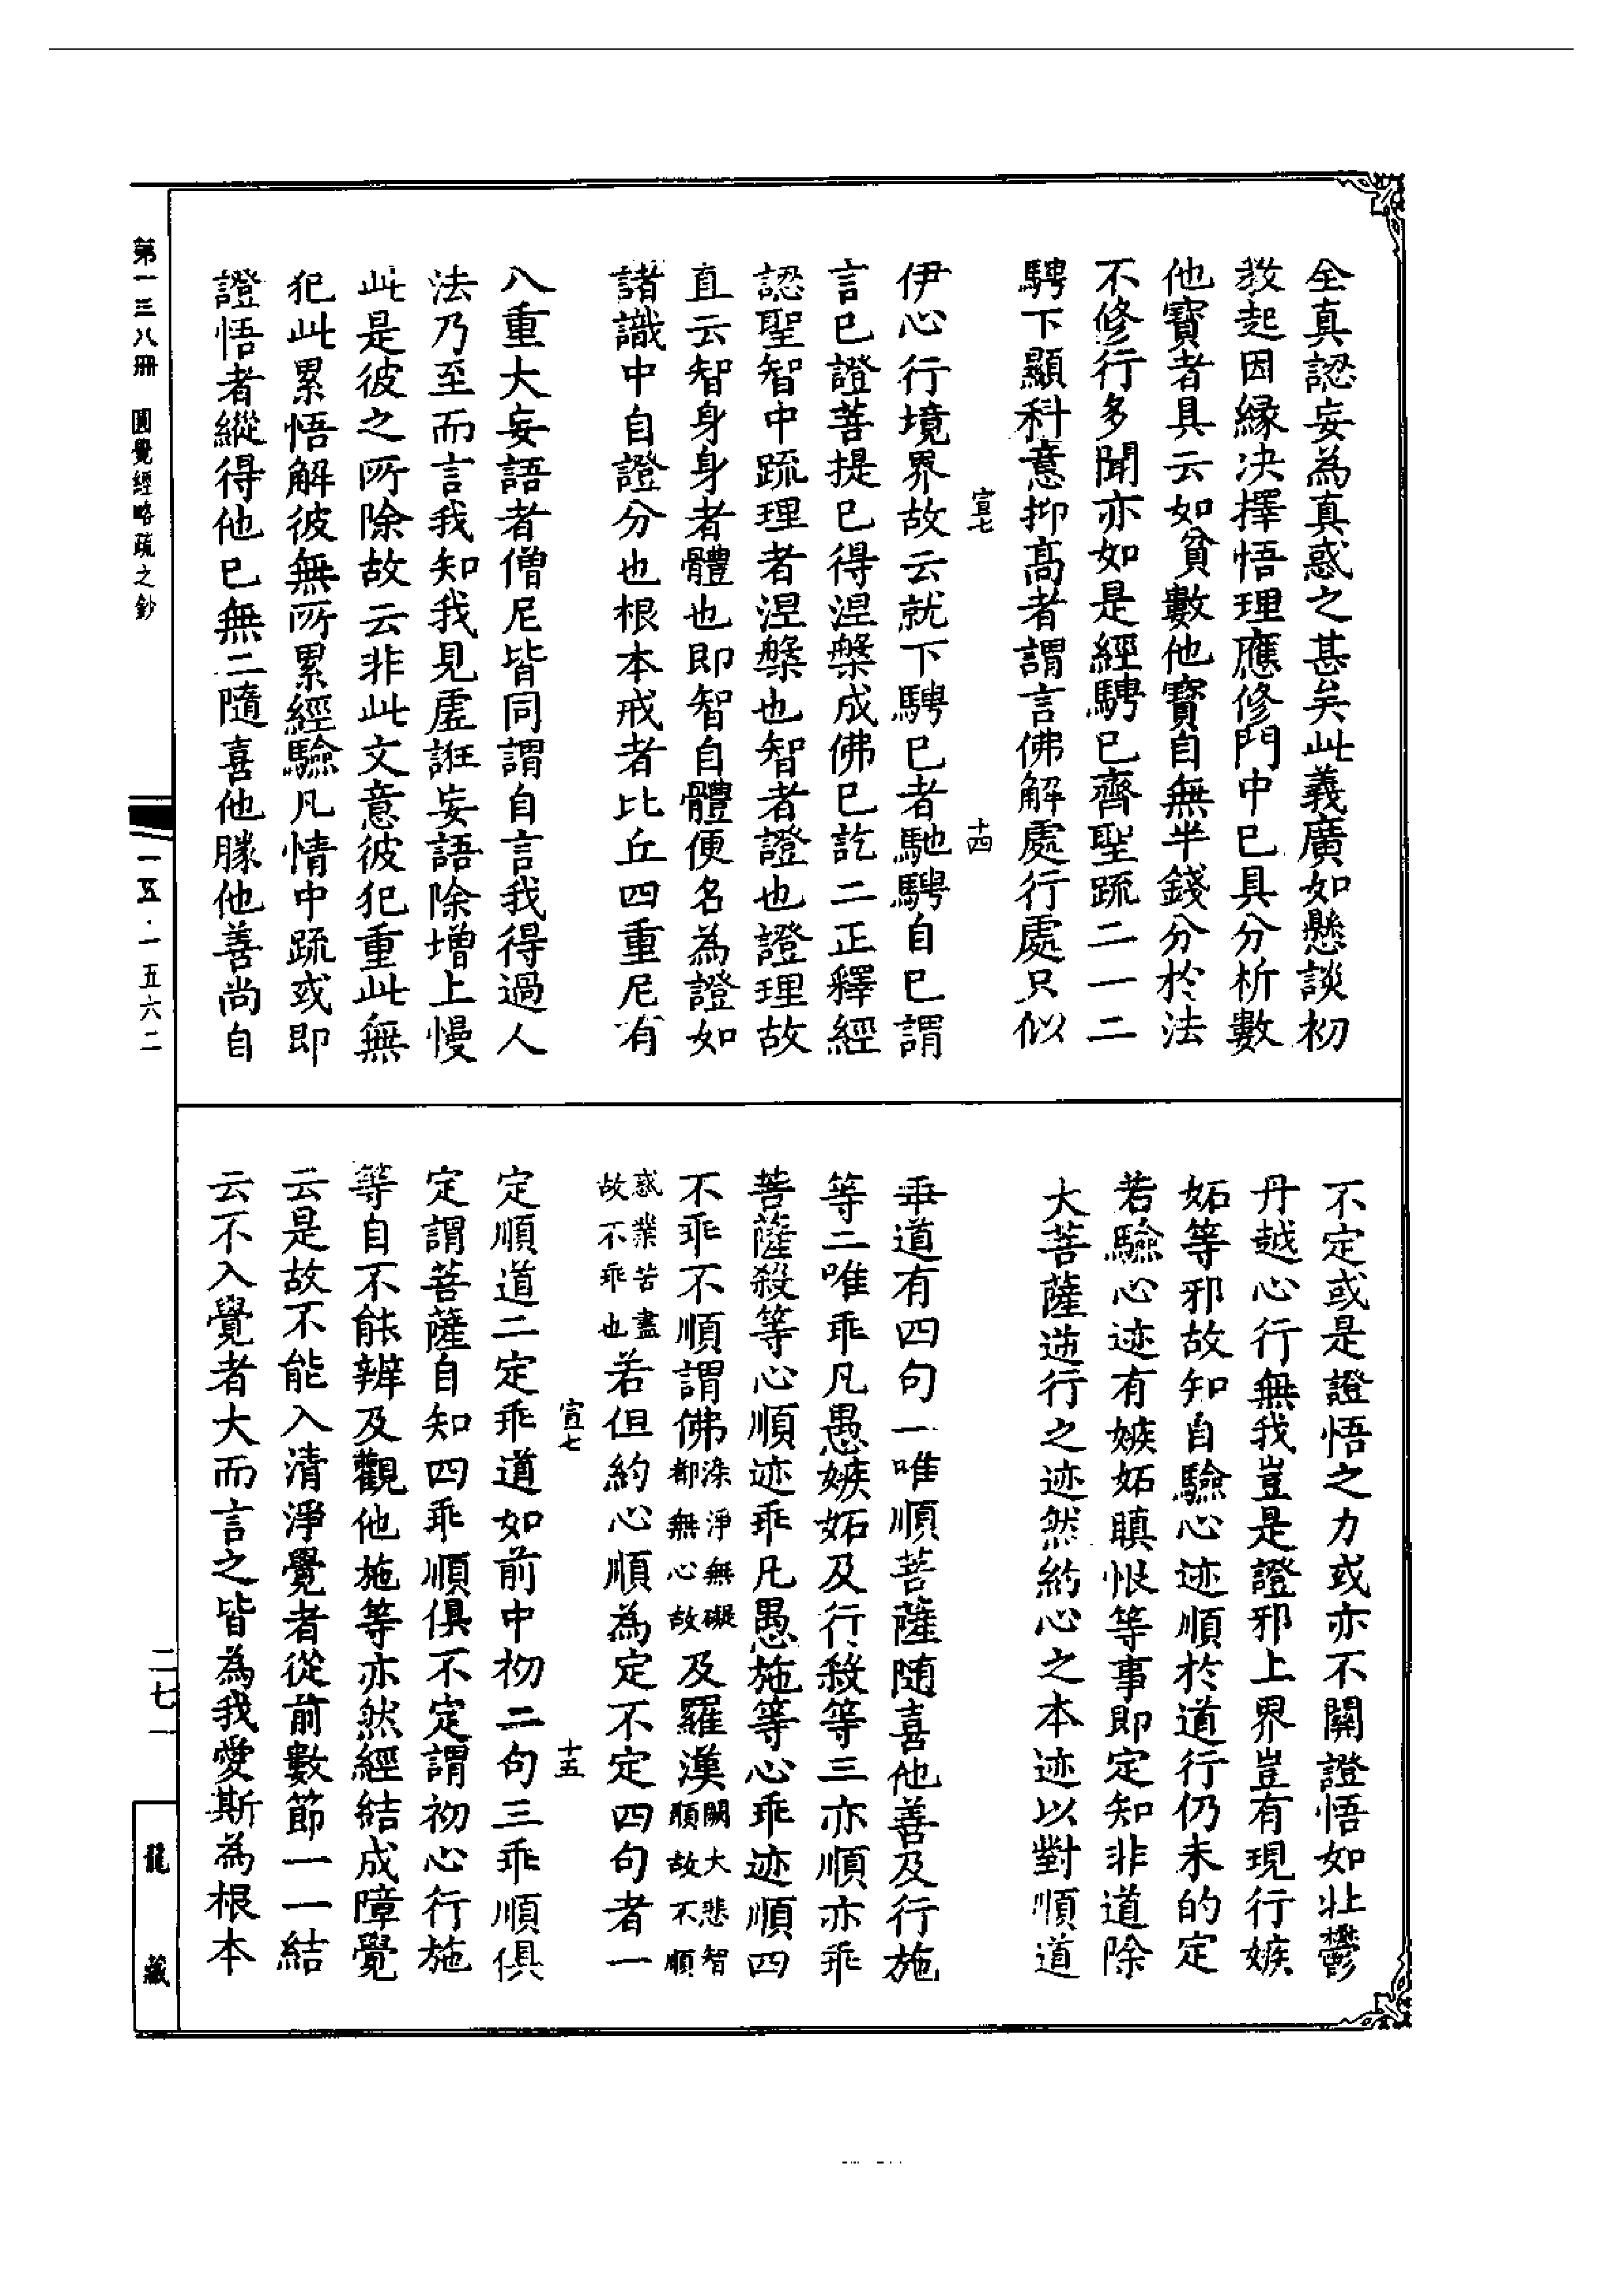 全真認妄為真惑之甚矣此義廣如懸談初
教起因緣決擇悟理應修門中已具分析數
他寶者具云如貧數他寶自無半錢分於法
不修行多聞亦如是經騁已齊聖疏二一二
騁下顯科意抑高者謂言佛解處行處只似
宣七
十四
伊心行境界故云就下騁已者馳騁自已謂
言已證菩提已得涅槃成佛已訖二正釋經
認聖智中疏理者涅槃也智者證也證理故
直云智身身者體也即智自體便名為證如
諸識中自證分也根本戒者比丘四重尼有
八重大妄語者僧尼皆同謂自言我得過人
法乃至而言我知我見虛誑妄語除增上慢
此是彼之所除故云非此文意彼犯重此無
犯此累悟解彼無所累經驗凡情中疏或即
證悟者縱得他已無二隨喜他勝他善尚自
不定或是證悟之力或亦不關證悟如壯鬱
丹越心行無我豈是證邪上界豈有現行嫉
妬等邪故知自驗心迹順於道行仍未的定
若驗心迹有嫉妬瞋恨等事即定知非道除
大菩薩逆行之迹然約心之本迹以對順道
乖道有四句一唯順菩薩随喜他善及行施
等二唯乖凡愚嫉妬及行殺等三亦順亦乖
菩薩殺等心順迹乖凡愚施等心乖迹順四
不乖不順謂佛染淨無礙都無心故及羅漢闕大悲智順故不順
惑業苦盡故不乖也若但約心順為定不定四句者一
宣七
十五
定順道二定乖道如前中初二句三乖順俱
定謂菩薩自知四乖順俱不定謂初心行施
等自不能辨及觀他施等亦然經結成障覺
云是故不能入清淨覺者從前數節一一結
云不入覺者大而言之皆為我愛斯為根本
第一三八冊 圓覺經略疏之鈔
一五·一五六二
二七一
龍藏